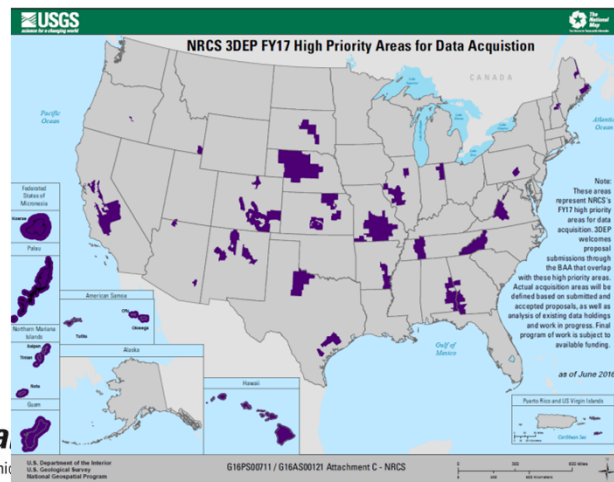 USGS
science for a changing world
The
National
Map
NRCS 3DEP FY17 High Priority Areas for Data Acquistion
CANADA
Pacific
Ocean
Atlantic
Ocean
Federated
States of
Micronesia
Kosrae
Palau
Northern Mariana
Islands
Saipan
Tinian
Rota
Guam
American Samoa
Tutila
Alaska
Hawaii
Gulf of
Mexico
Note:
These areas
represent NRCS's
FY17 high priority
areas for data
acquisition. 3DEP
welcomes
proposal
submissions through
the BAA that overlap
with these high priority areas.
Actual acquisition areas will be
defined based on submitted and
accepted proposals, as well as
analysis of existing data holdings
and work in progress. Final
program of work is subject to
available funding.
as of June 2016
Puerto Rico and US Virgin Islands
Caribbean Sea
U.S. Department of the Interior
U.S. Geological Survey
National Geospatial Program
G16PS00711 / G16AS00121 Attachment C - NRCS